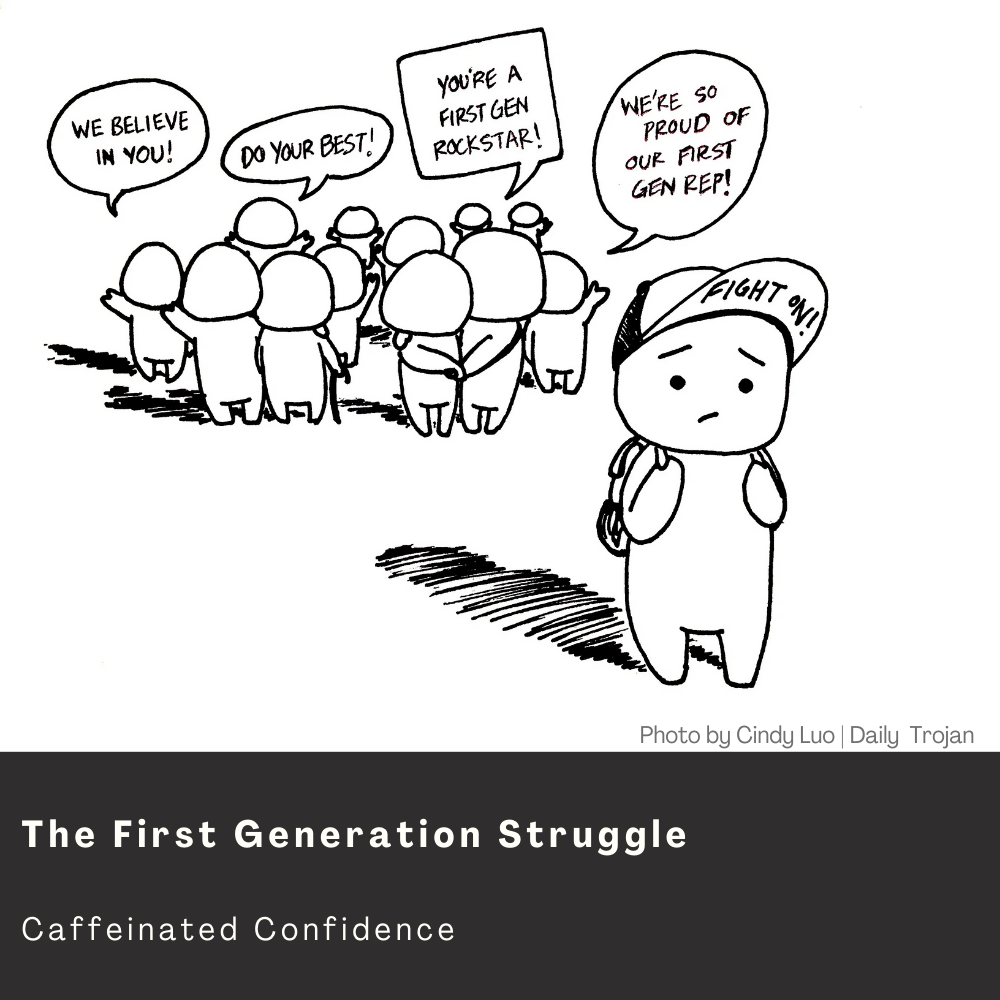 WE BELIEVE
IN YOU!
DO YOUR BEST!
YOU'RE A
FIRST GEN
ROCKSTAR!
WE'RE SO
PROUD OF
OUR FIRST
GEN REP!
FIGHT ON!
Photo by Cindy Luo | Daily Trojan
The First Generation Struggle
Caffeinated Confidence